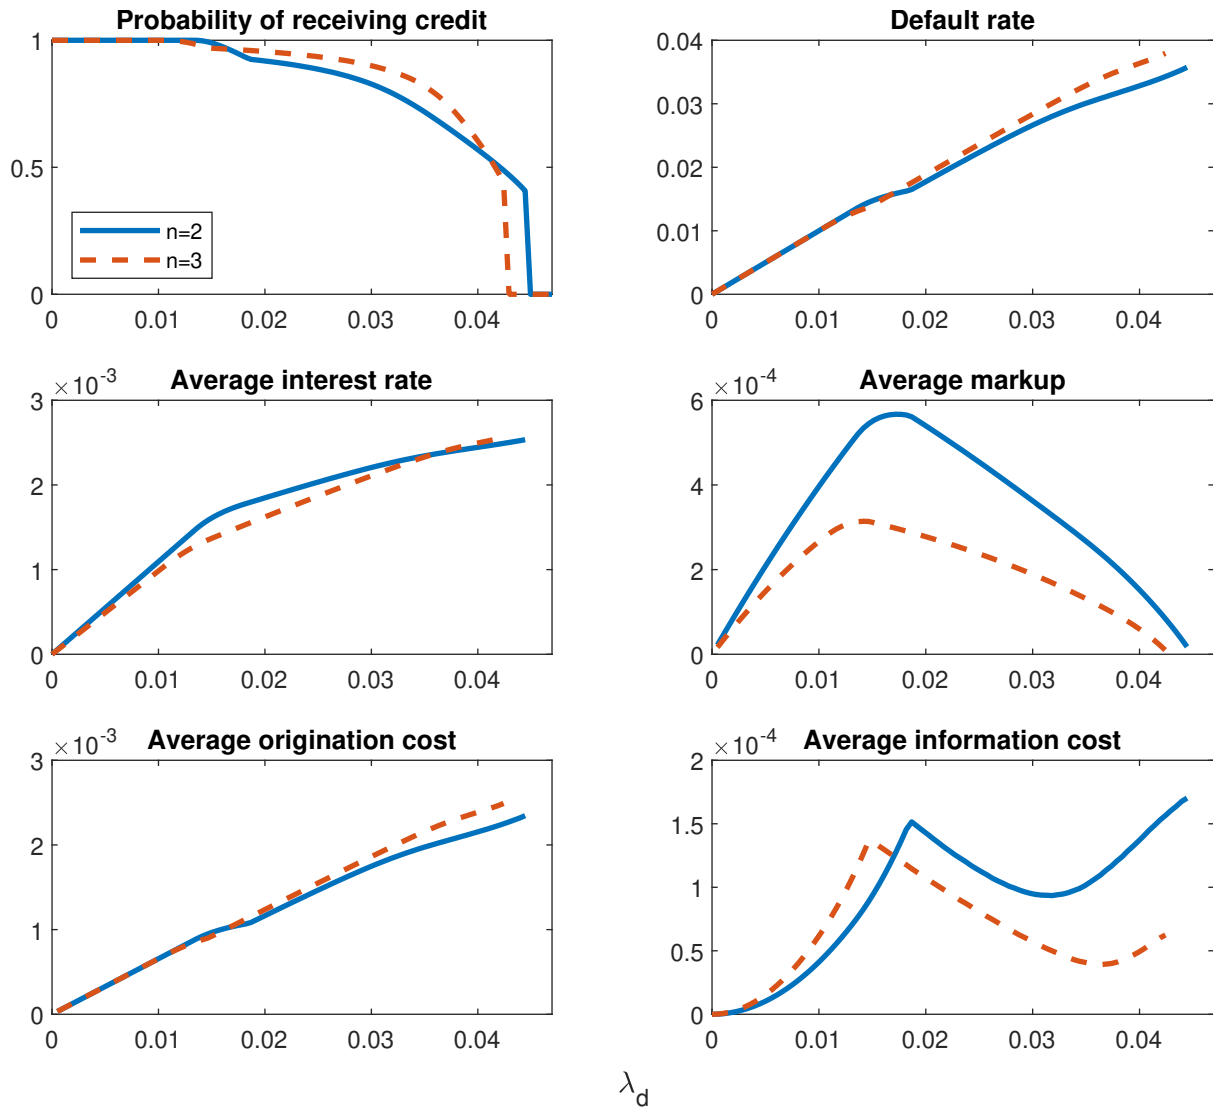 Probability of receiving credit
1
0.5
0
n=2
n=3
0 0.01 0.02 0.03 0.04
Default rate
0.04
0.03
0.02
0.01
0
0 0.01 0.02 0.03 0.04
×10⁻³ Average interest rate
3
2
1
0
0 0.01 0.02 0.03 0.04
×10⁻⁴ Average markup
6
4
2
0
0 0.01 0.02 0.03 0.04
×10⁻³ Average origination cost
3
2
1
0
0 0.01 0.02 0.03 0.04
×10⁻⁴ Average information cost
2
1.5
1
0.5
0
0 0.01 0.02 0.03 0.04
λ_d